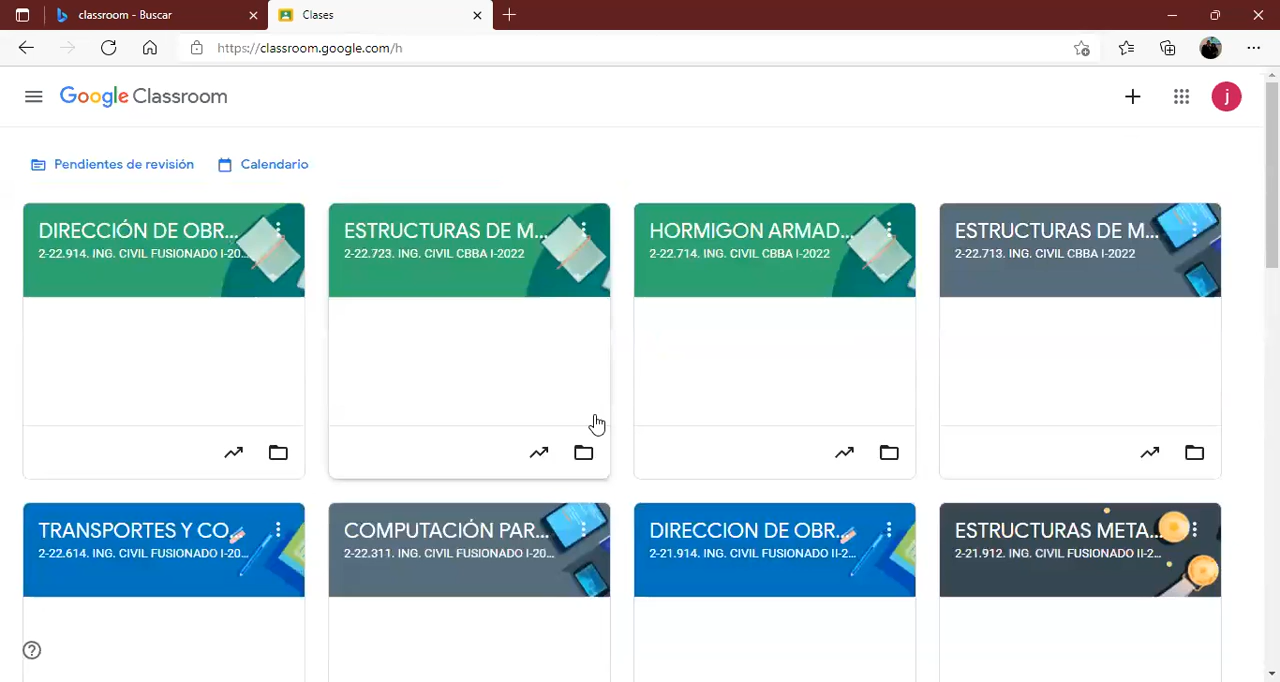 classroom - Buscar
Clases
https://classroom.google.com/h
Google Classroom
j
Pendientes de revisión
Calendario
DIRECCIÓN DE OBR...
2-22.914. ING. CIVIL FUSIONADO I-20...
ESTRUCTURAS DE M...
2-22.723. ING. CIVIL CBBA I-2022
HORMIGON ARMAD...
2-22.714. ING. CIVIL CBBA I-2022
ESTRUCTURAS DE M...
2-22.713. ING. CIVIL CBBA I-2022
TRANSPORTES Y CO...
2-22.614. ING. CIVIL FUSIONADO I-20...
COMPUTACIÓN PAR...
2-22.311. ING. CIVIL FUSIONADO I-20...
DIRECCION DE OBR...
2-21.914. ING. CIVIL FUSIONADO II-2...
ESTRUCTURAS META...
2-21.912. ING. CIVIL FUSIONADO II-2...